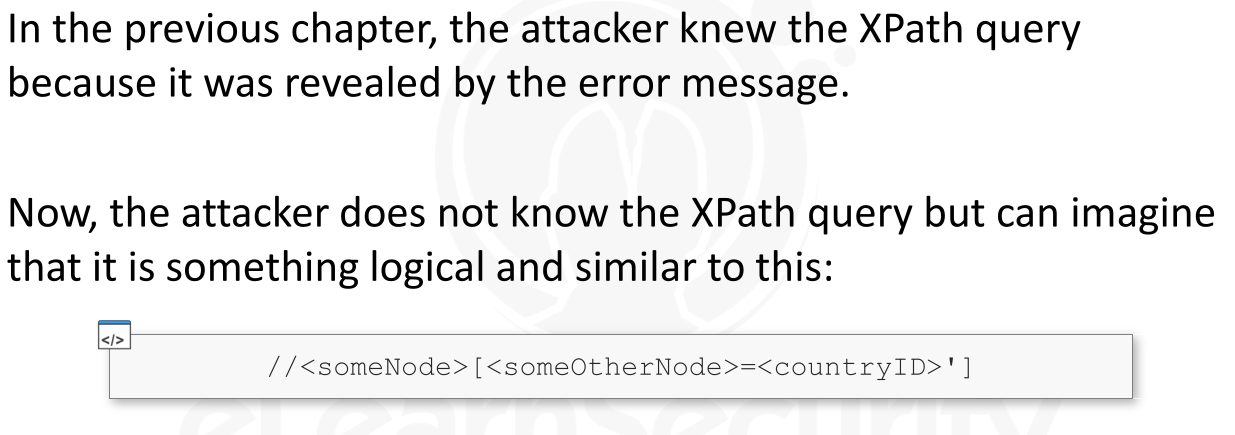 In the previous chapter, the attacker knew the XPath query
because it was revealed by the error message.
Now, the attacker does not know the XPath query but can imagine
that it is something logical and similar to this:
</>
//<someNode>[<someOtherNode>=<countryID>']
eLearnSecurity